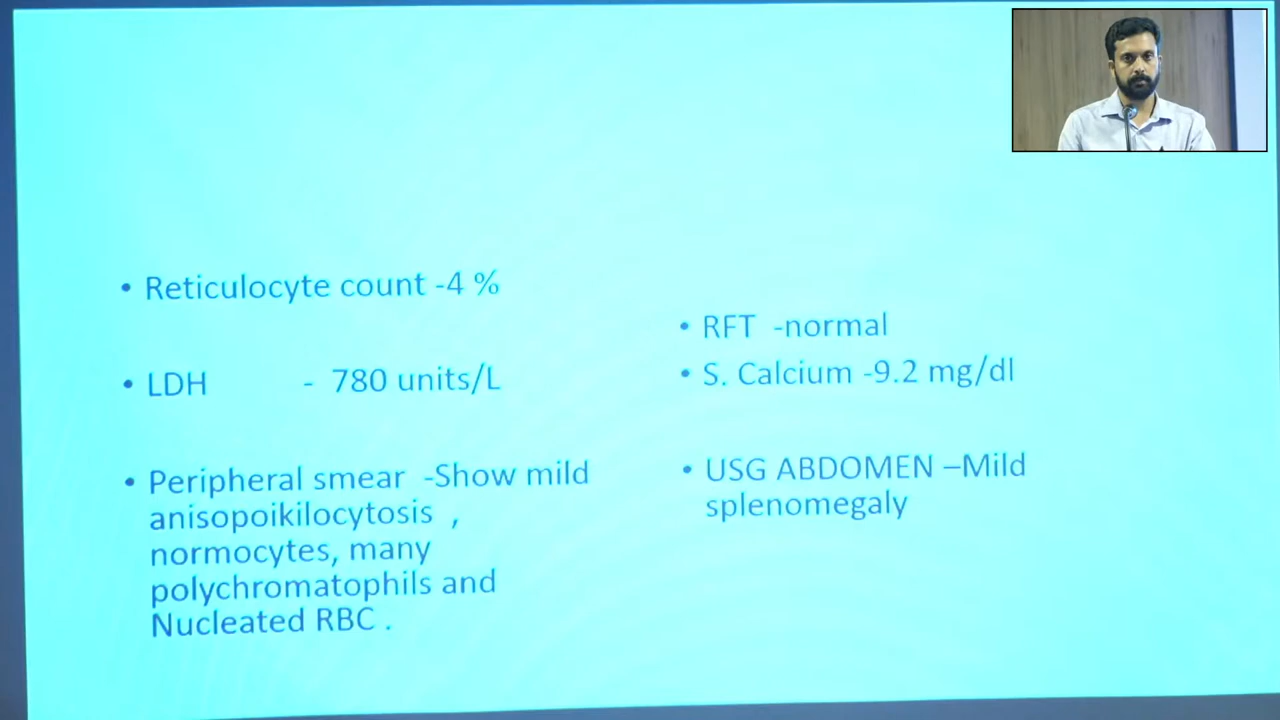 • Reticulocyte count -4 %
• LDH - 780 units/L
• Peripheral smear -Show mild
anisopoikilocytosis ,
normocytes, many
polychromatophils and
Nucleated RBC .
• RFT -normal
• S. Calcium -9.2 mg/dl
• USG ABDOMEN –Mild
splenomegaly